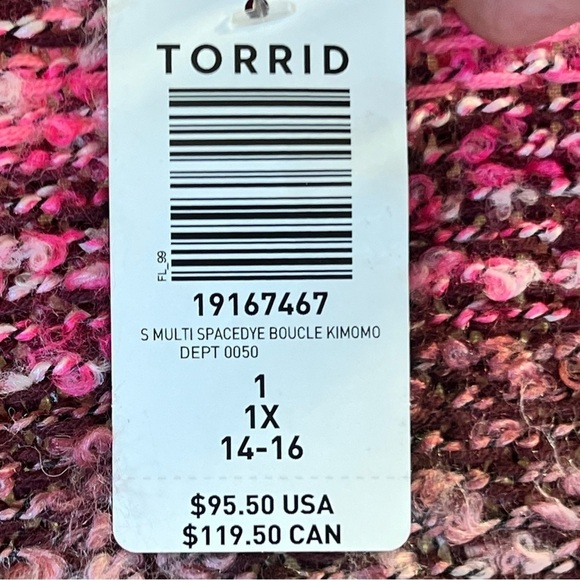 TORRID
FL_99
19167467
S MULTI SPACEDYE BOUCLE KIMOMO
DEPT 0050
1
1X
14-16
$95.50 USA
$119.50 CAN